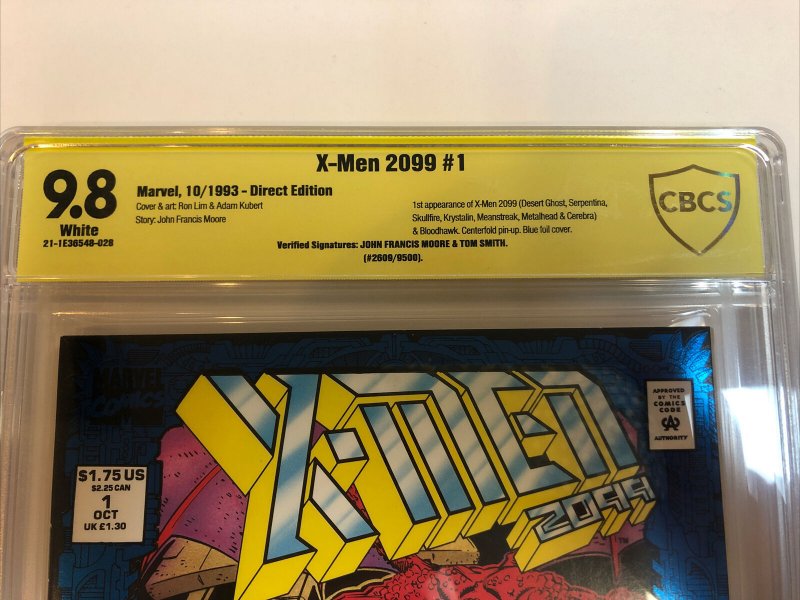 X-Men 2099 #1
9.8
White
21-1E36548-028
Marvel, 10/1993 - Direct Edition
Cover & art: Ron Lim & Adam Kubert
Story: John Francis Moore
1st appearance of X-Men 2099 (Desert Ghost, Serpentina,
Skullfire, Krystalin, Meanstreak, Metalhead & Cerebra)
& Bloodhawk. Centerfold pin-up. Blue foil cover.
Verified Signatures: JOHN FRANCIS MOORE & TOM SMITH.
(#2609/9500).
CBCS
MARVEL
COMICS
X-MEN
2099
TM
$1.75 US
$2.25 CAN
1
OCT
UK £1.30
APPROVED
BY THE
COMICS
CODE
CA
AUTHORITY